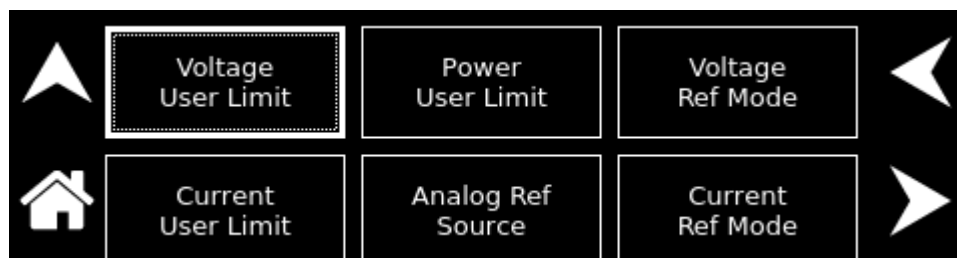 Voltage
User Limit
Power
User Limit
Voltage
Ref Mode
Current
User Limit
Analog Ref
Source
Current
Ref Mode